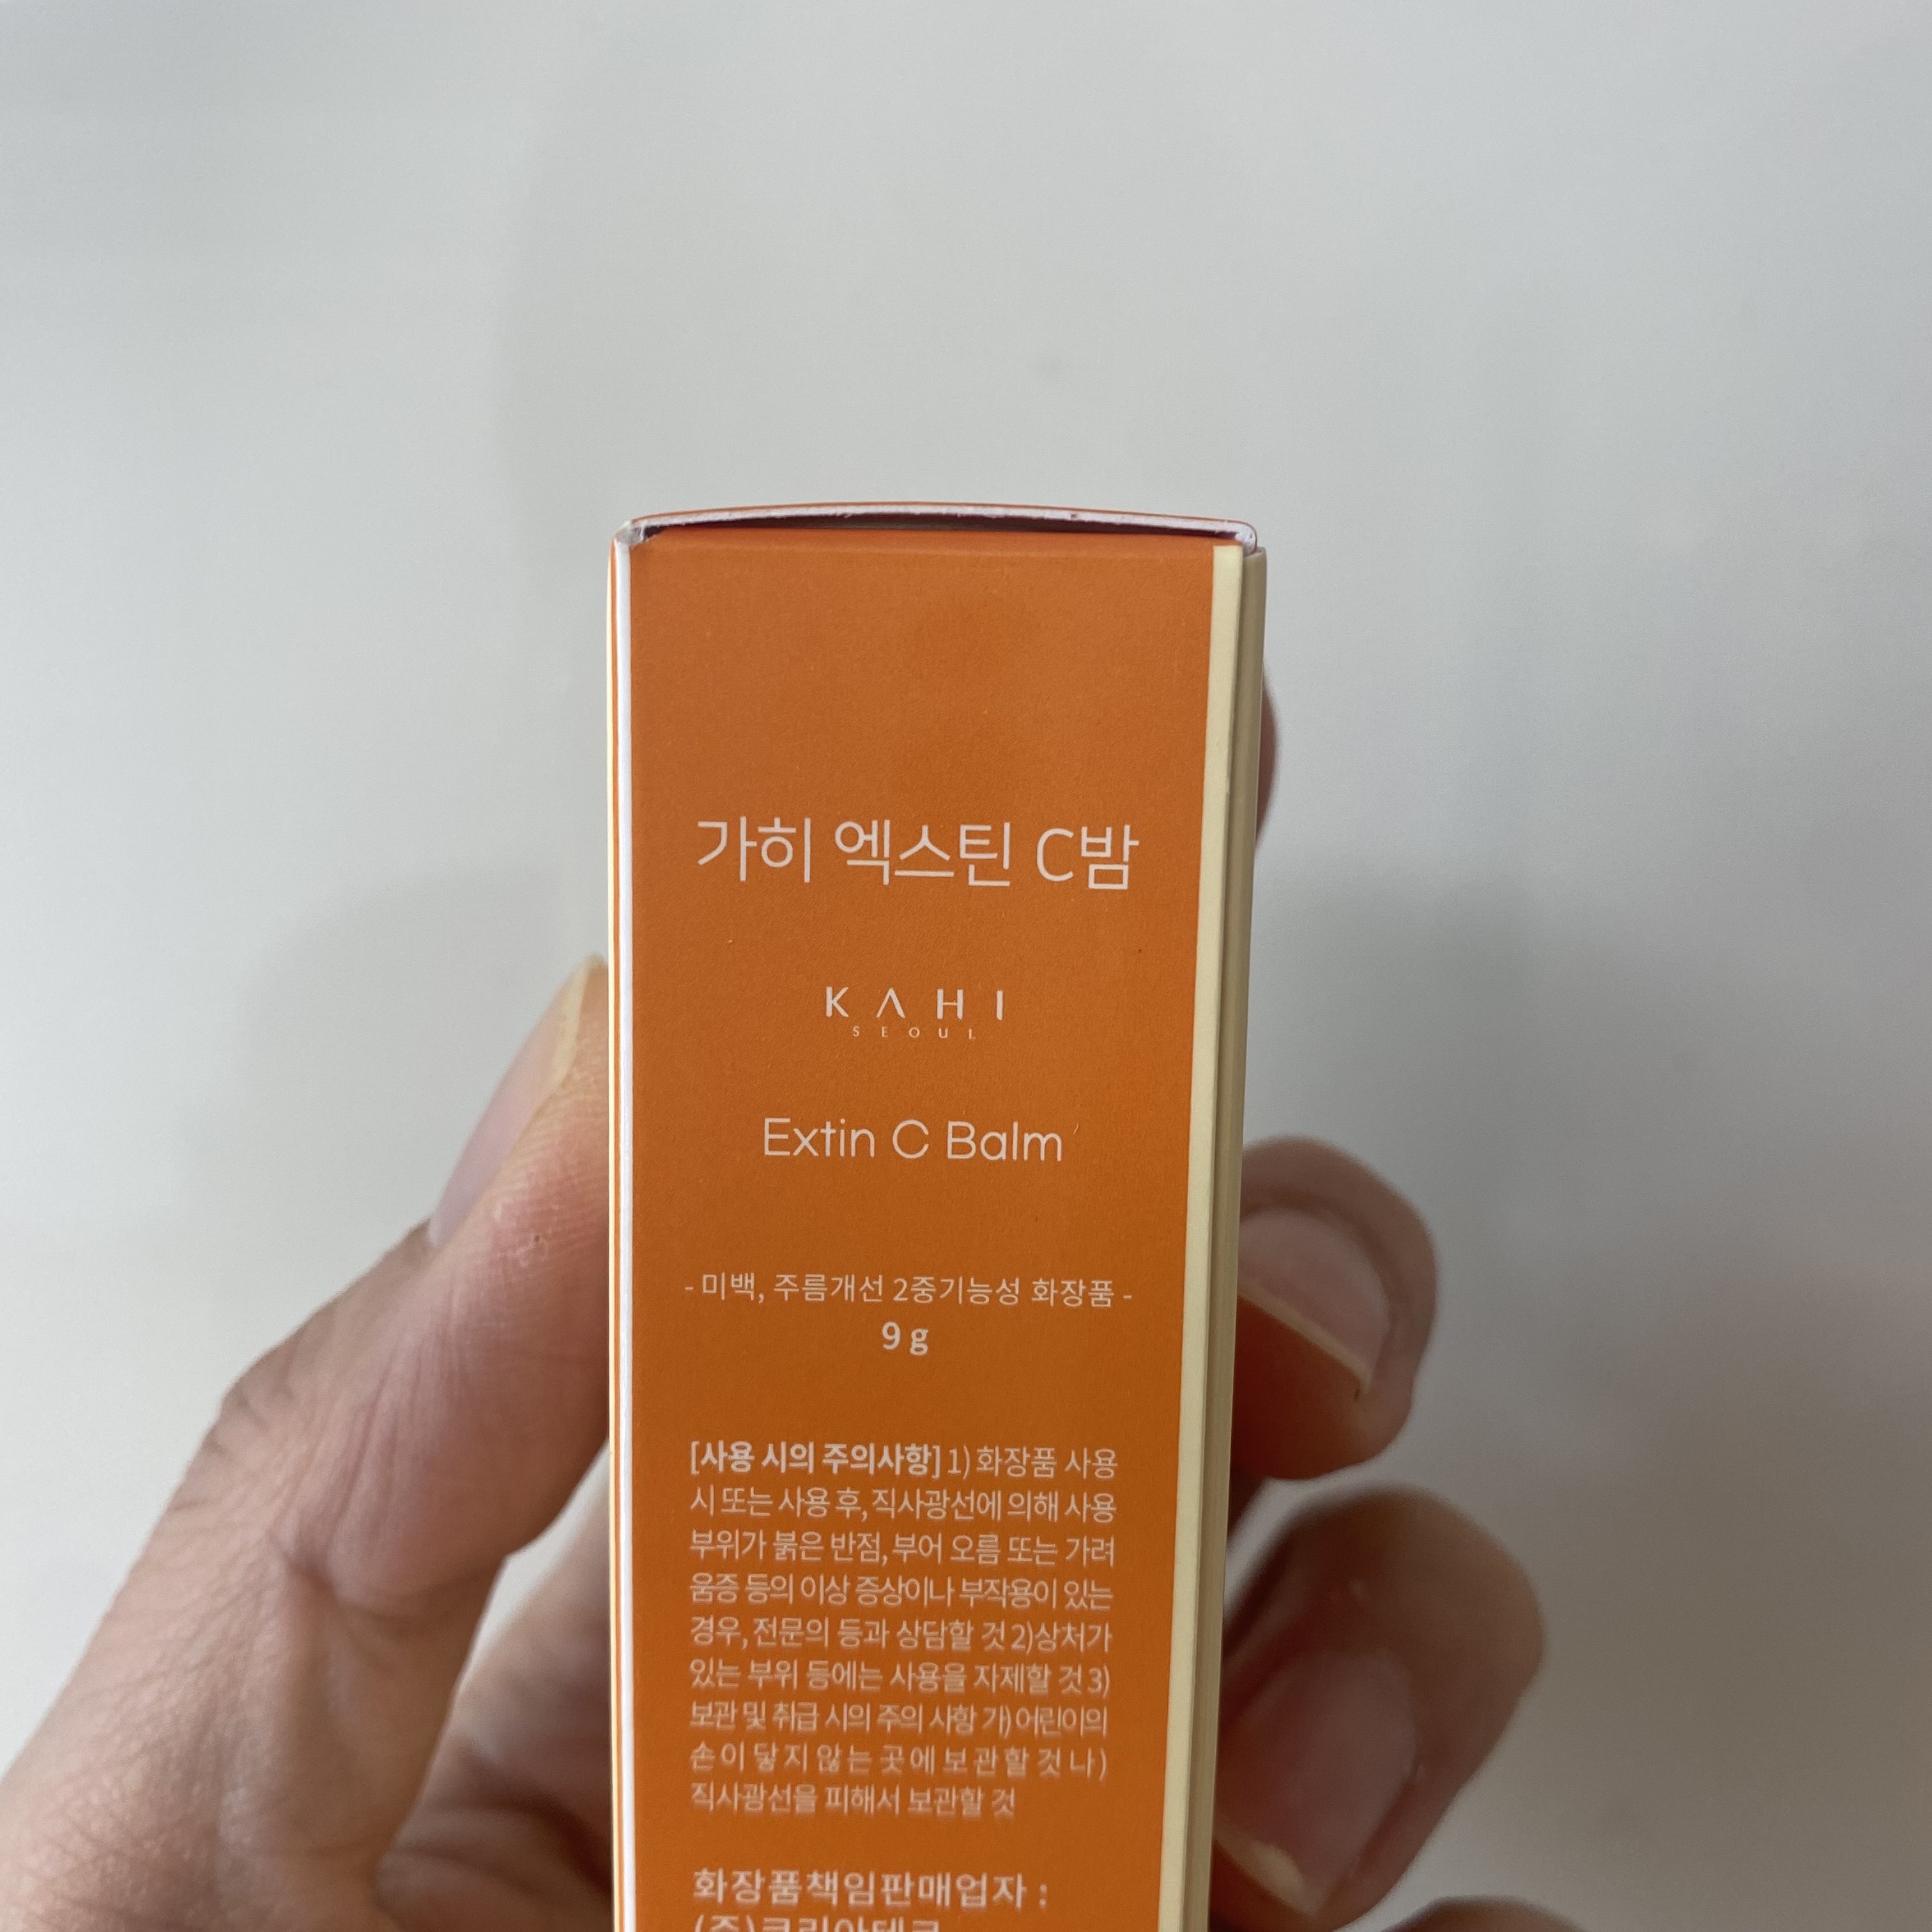 가히 엑스틴 C밤
KAHI
SEOUL
Extin C Balm
- 미백, 주름개선 2중기능성 화장품 -
9 g
[사용 시의 주의사항] 1) 화장품 사용
시 또는 사용 후, 직사광선에 의해 사용
부위가 붉은 반점, 부어 오름 또는 가려
움증 등의 이상 증상이나 부작용이 있는
경우, 전문의 등과 상담할 것 2)상처가
있는 부위 등에는 사용을 자제할 것 3)
보관 및 취급 시의 주의 사항 가) 어린이의
손이 닿지 않는 곳에 보관할 것 나)
직사광선을 피해서 보관할 것
화장품책임판매업자 :